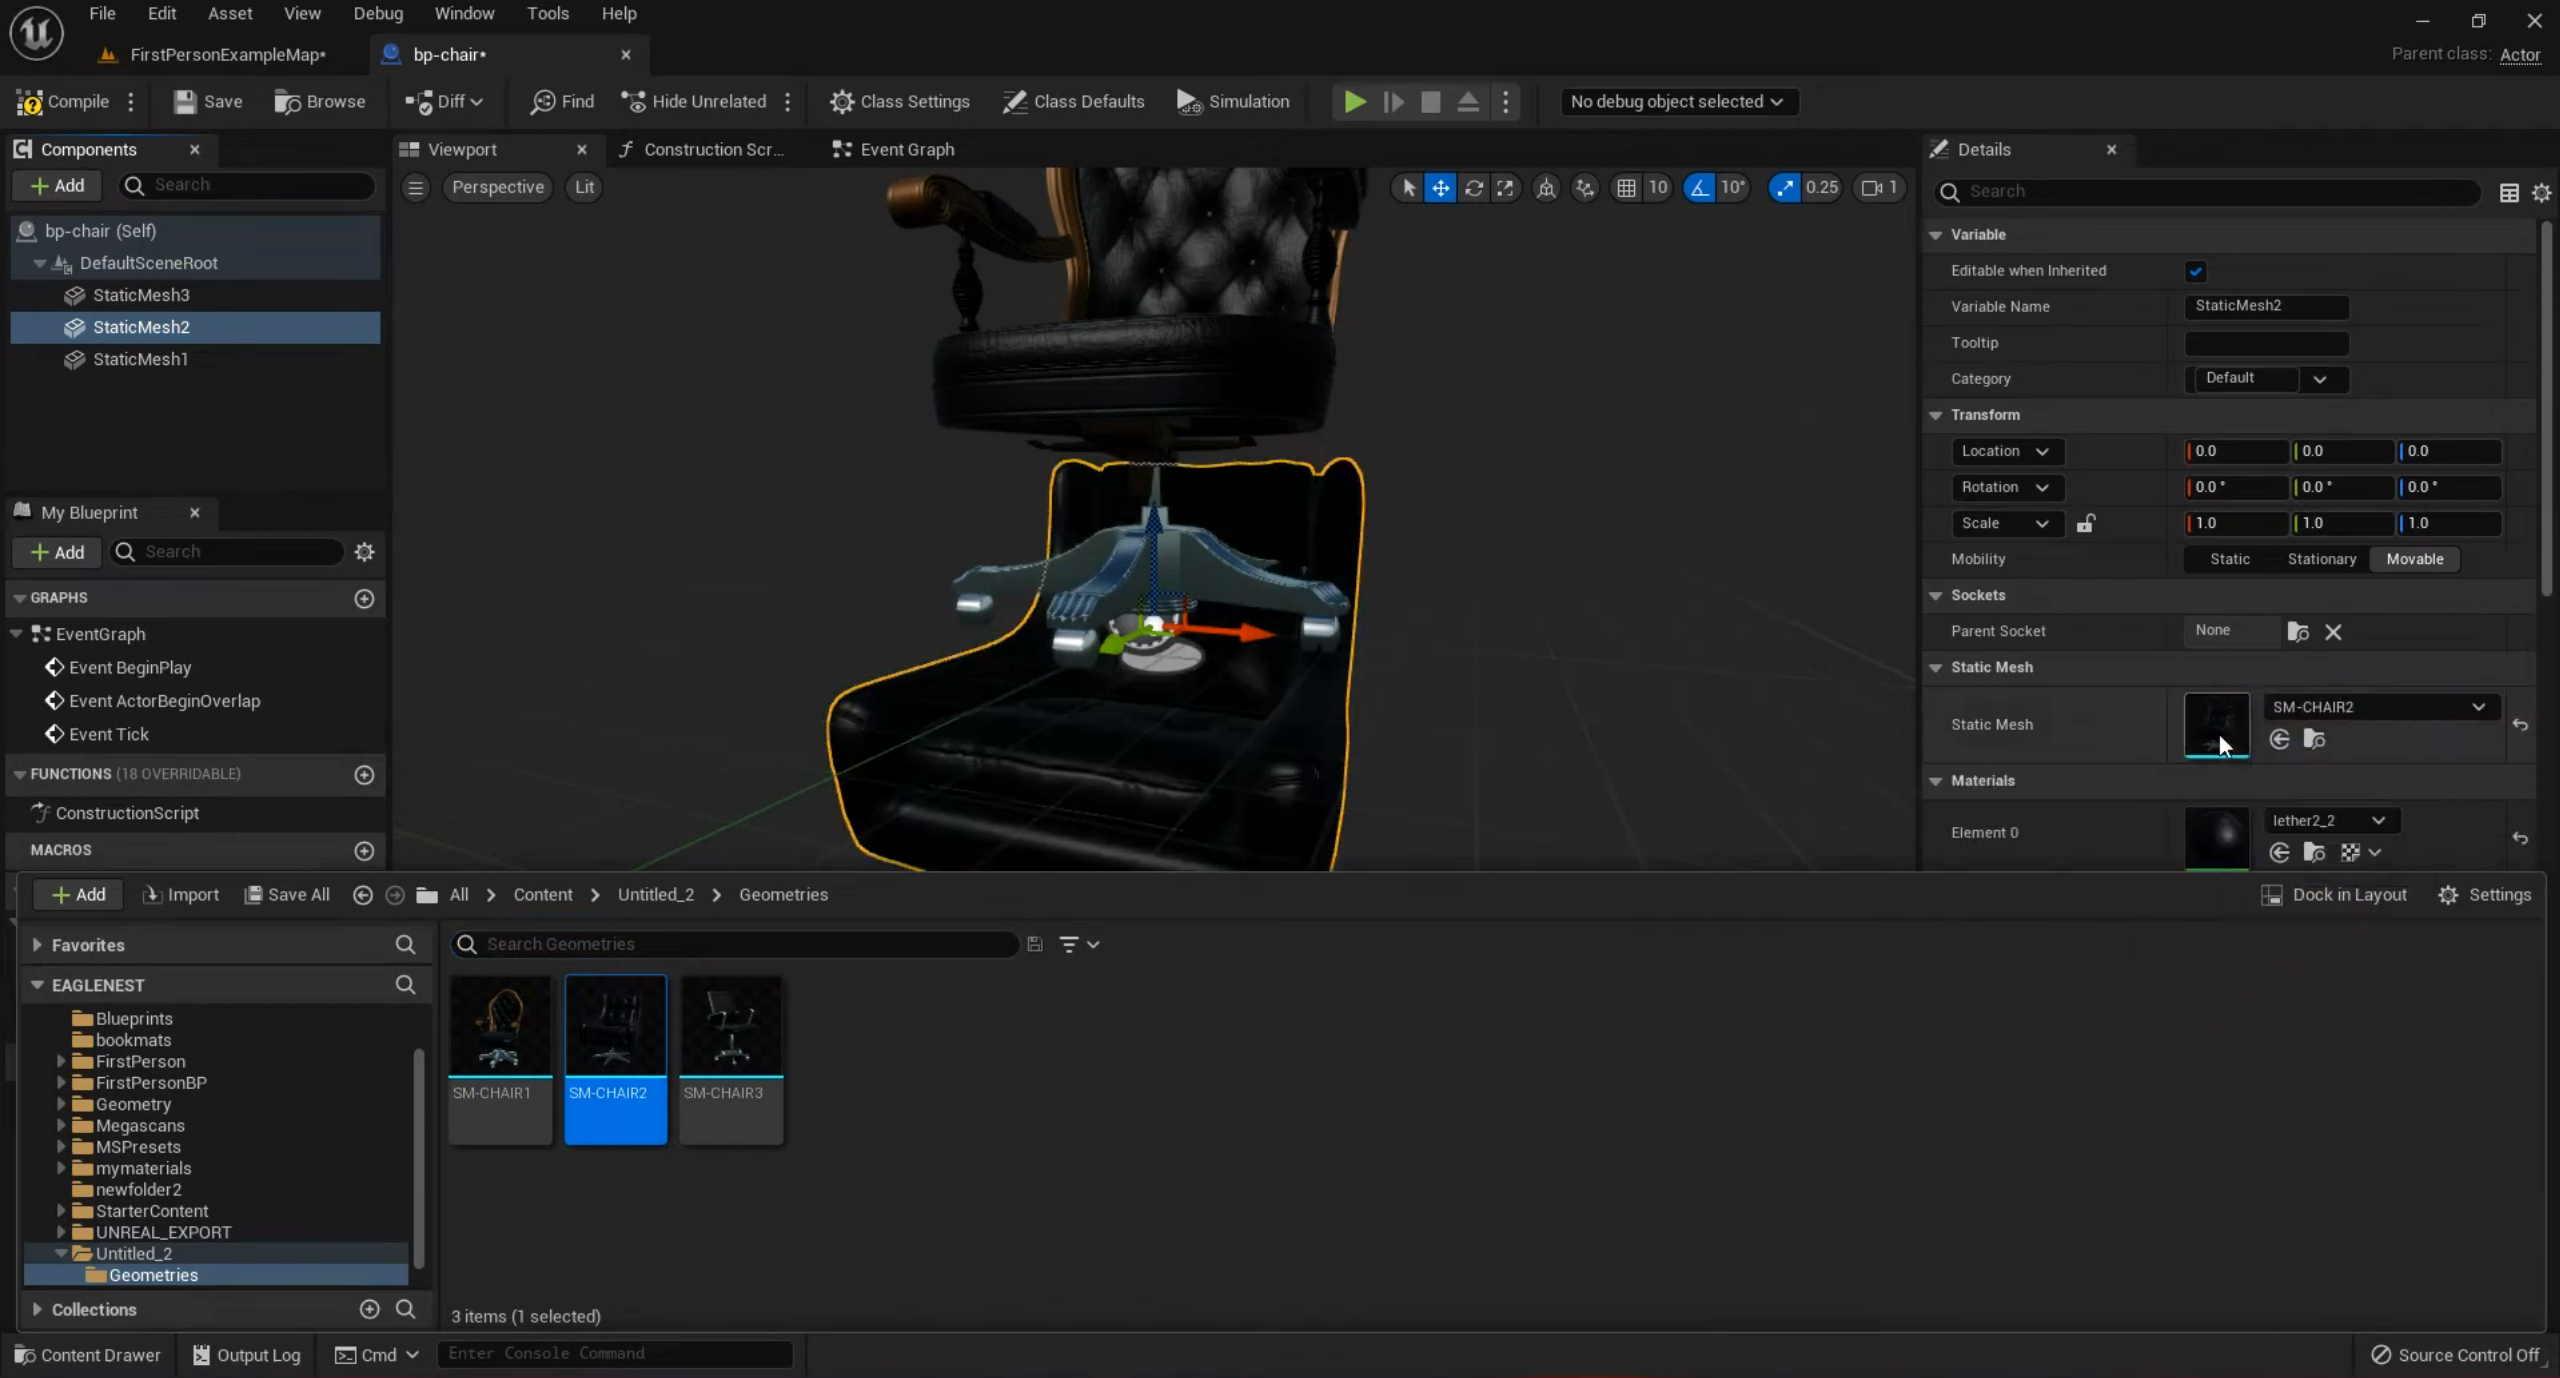 File Edit Asset View Debug Window Tools Help
FirstPersonExampleMap* bp-chair* Parent class: Actor
Compile Save Browse Diff Find Hide Unrelated Class Settings Class Defaults Simulation No debug object selected
Components
Add Search
bp-chair (Self)
DefaultSceneRoot
StaticMesh3
StaticMesh2
StaticMesh1
My Blueprint
Add Search
GRAPHS
EventGraph
Event BeginPlay
Event ActorBeginOverlap
Event Tick
FUNCTIONS (18 OVERRIDABLE)
ConstructionScript
MACROS
Viewport Construction Scr... Event Graph
Perspective Lit 10 10° 0.25 1
Details
Search
Variable
Editable when Inherited
Variable Name StaticMesh2
Tooltip
Category Default
Transform
Location 0.0 0.0 0.0
Rotation 0.0 ° 0.0 ° 0.0 °
Scale 1.0 1.0 1.0
Mobility Static Stationary Movable
Sockets
Parent Socket None
Static Mesh
Static Mesh SM-CHAIR2
Materials
Element 0 lether2_2
Add Import Save All All > Content > Untitled_2 > Geometries Dock in Layout Settings
Favorites
EAGLENEST
Blueprints
bookmats
FirstPerson
FirstPersonBP
Geometry
Megascans
MSPresets
mymaterials
newfolder2
StarterContent
UNREAL_EXPORT
Untitled_2
Geometries
Collections
Search Geometries
SM-CHAIR1 SM-CHAIR2 SM-CHAIR3
3 items (1 selected)
Content Drawer Output Log Cmd Enter Console Command Source Control Off